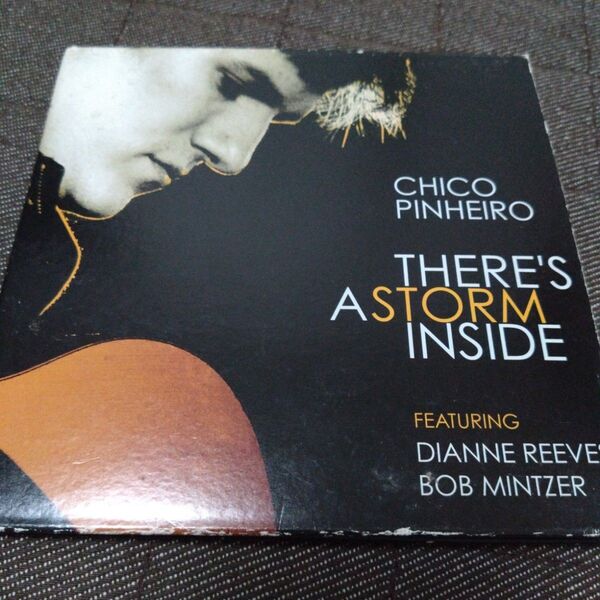 CHICO
PINHEIRO
THERE'S
A STORM
INSIDE
FEATURING
DIANNE REEVES
BOB MINTZER